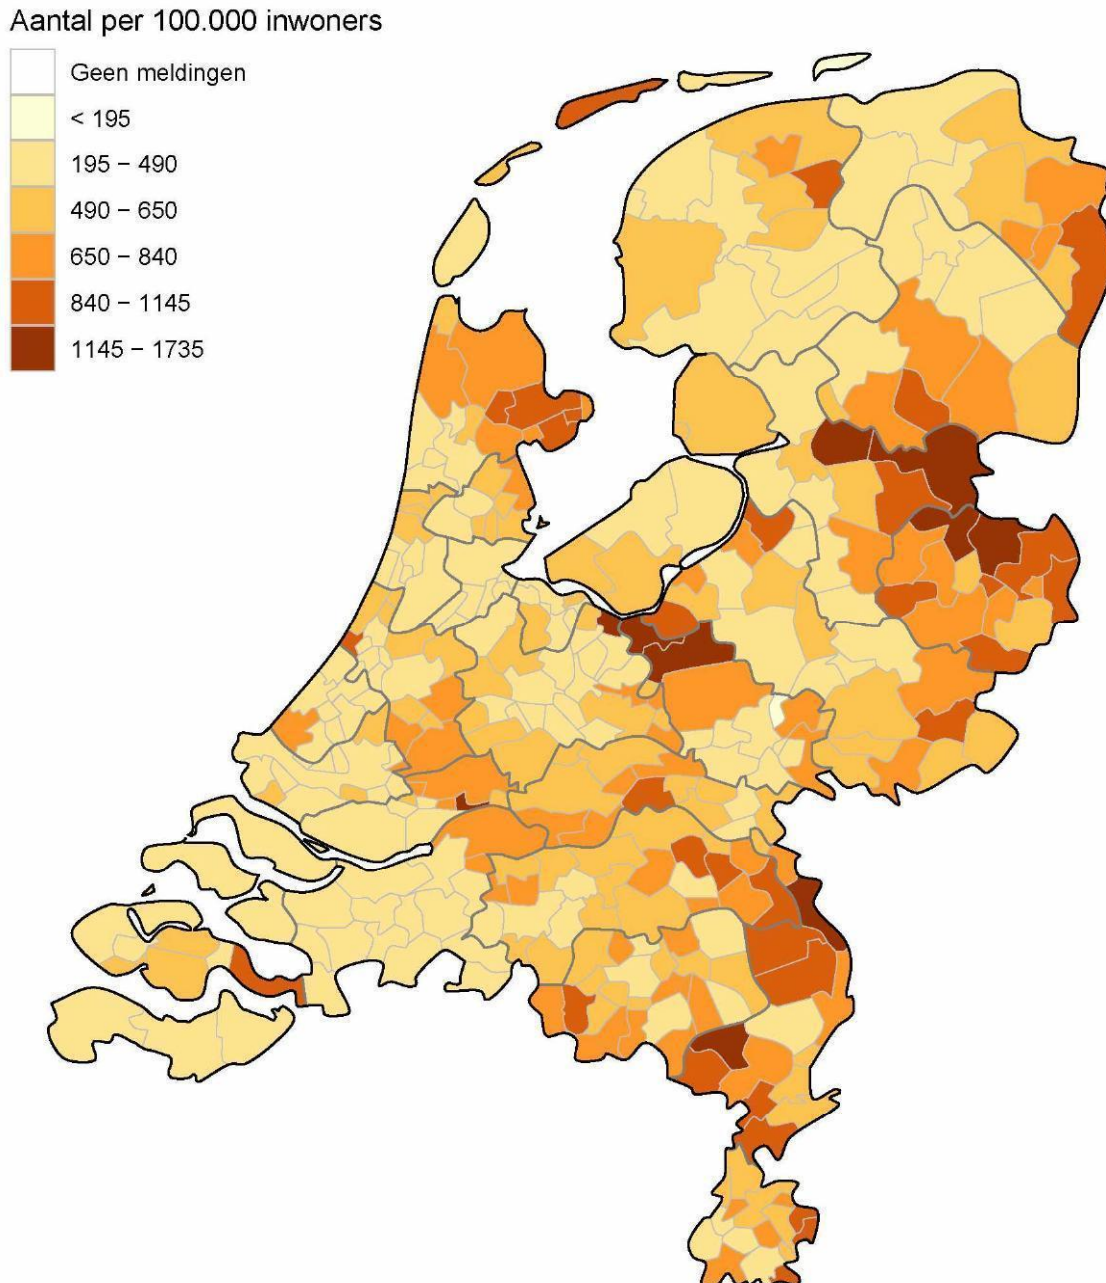 Aantal per 100.000 inwoners
Geen meldingen
< 195
195 − 490
490 − 650
650 − 840
840 − 1145
1145 − 1735